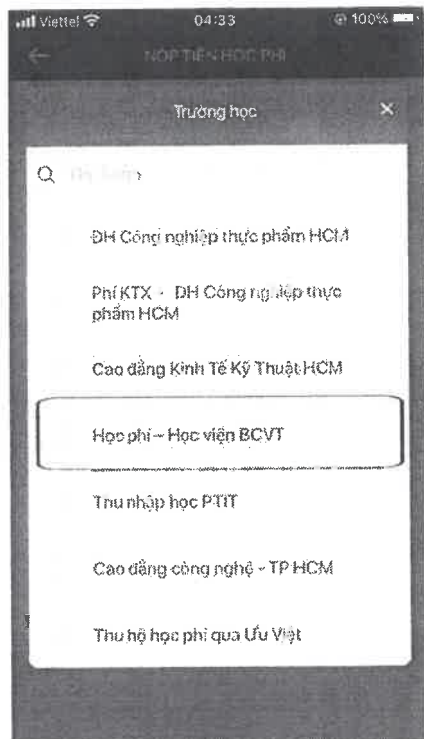 Viettel 04:33 100%
NỘP TIỀN HỌC PHÍ
Trường học
ĐH Công nghiệp thực phẩm HCM
Phí KTX - ĐH Công nghiệp thực
phẩm HCM
Cao đẳng Kinh Tế Kỹ Thuật HCM
Học phí – Học viện BCVT
Thu nhập học PTIT
Cao đẳng công nghệ - TP HCM
Thu hộ học phí qua Ưu Việt